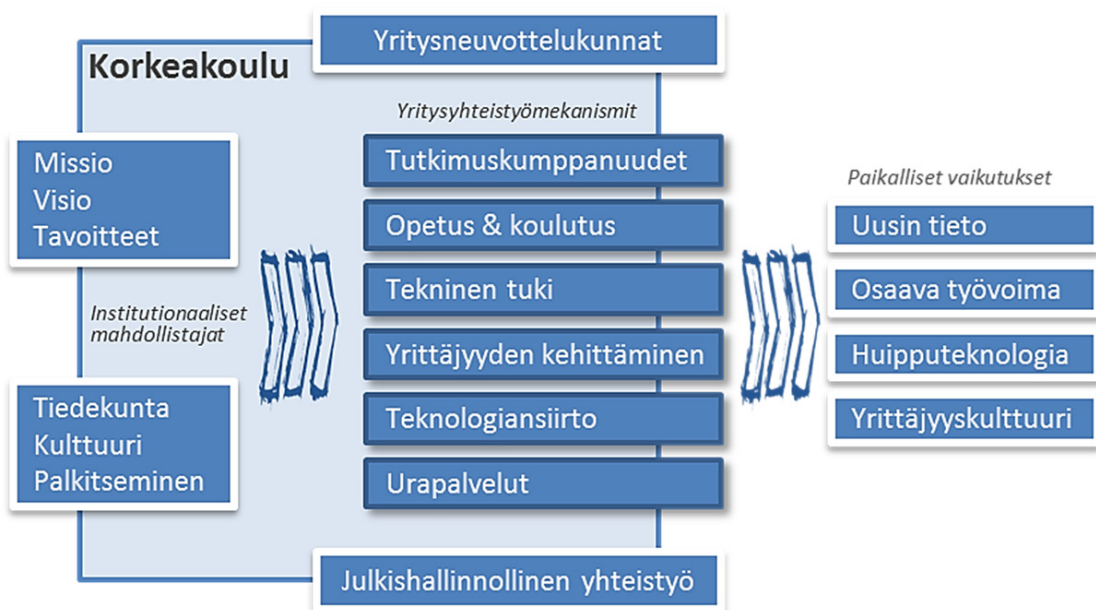 Yritysneuvottelukunnat
Korkeakoulu
Missio
Visio
Tavoitteet
Institutionaaliset
mahdollistajat
Tiedekunta
Kulttuuri
Palkitseminen
Yritysyhteistyömekanismit
Tutkimuskumppanuudet
Opetus & koulutus
Tekninen tuki
Yrittäjyyden kehittäminen
Teknologiansiirto
Urapalvelut
Paikalliset vaikutukset
Uusin tieto
Osaava työvoima
Huipputeknologia
Yrittäjyyskulttuuri
Julkishallinnollinen yhteistyö